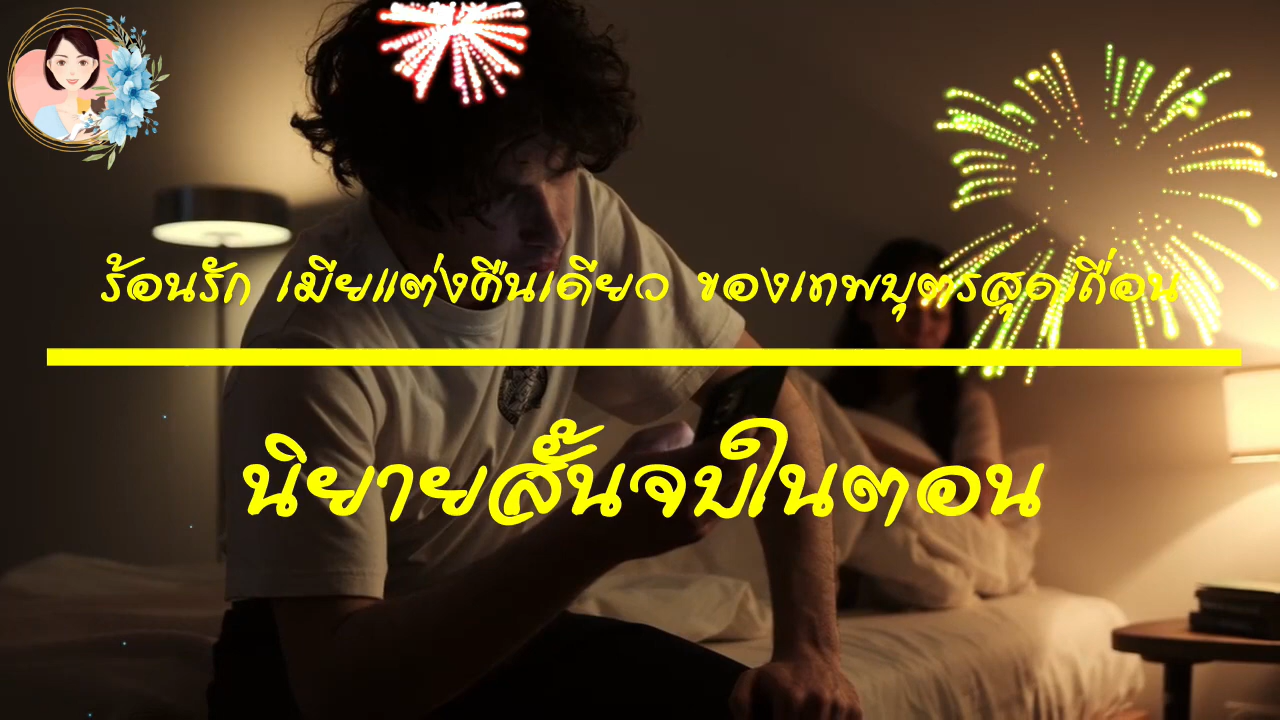 ร้อนรัก เมียแต่งคืนเดียว ของเทพบุตรสุดเถื่อน
นิยายสั้นจบในตอน